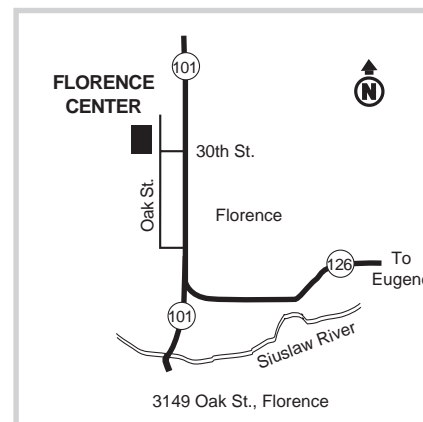 101
FLORENCE
CENTER
N
30th St.
Oak St.
Florence
126
To
Eugene
101
Siuslaw River
3149 Oak St., Florence